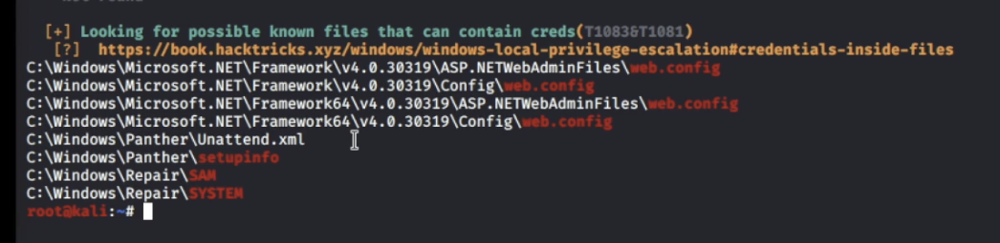 [+] Looking for possible known files that can contain creds(T1083&T1081)
[?] https://book.hacktricks.xyz/windows/windows-local-privilege-escalation#credentials-inside-files
C:\Windows\Microsoft.NET\Framework\v4.0.30319\ASP.NETWebAdminFiles\web.config
C:\Windows\Microsoft.NET\Framework\v4.0.30319\Config\web.config
C:\Windows\Microsoft.NET\Framework64\v4.0.30319\ASP.NETWebAdminFiles\web.config
C:\Windows\Microsoft.NET\Framework64\v4.0.30319\Config\web.config
C:\Windows\Panther\Unattend.xml
C:\Windows\Panther\setupinfo
C:\Windows\Repair\SAM
C:\Windows\Repair\SYSTEM
root@kali:~#